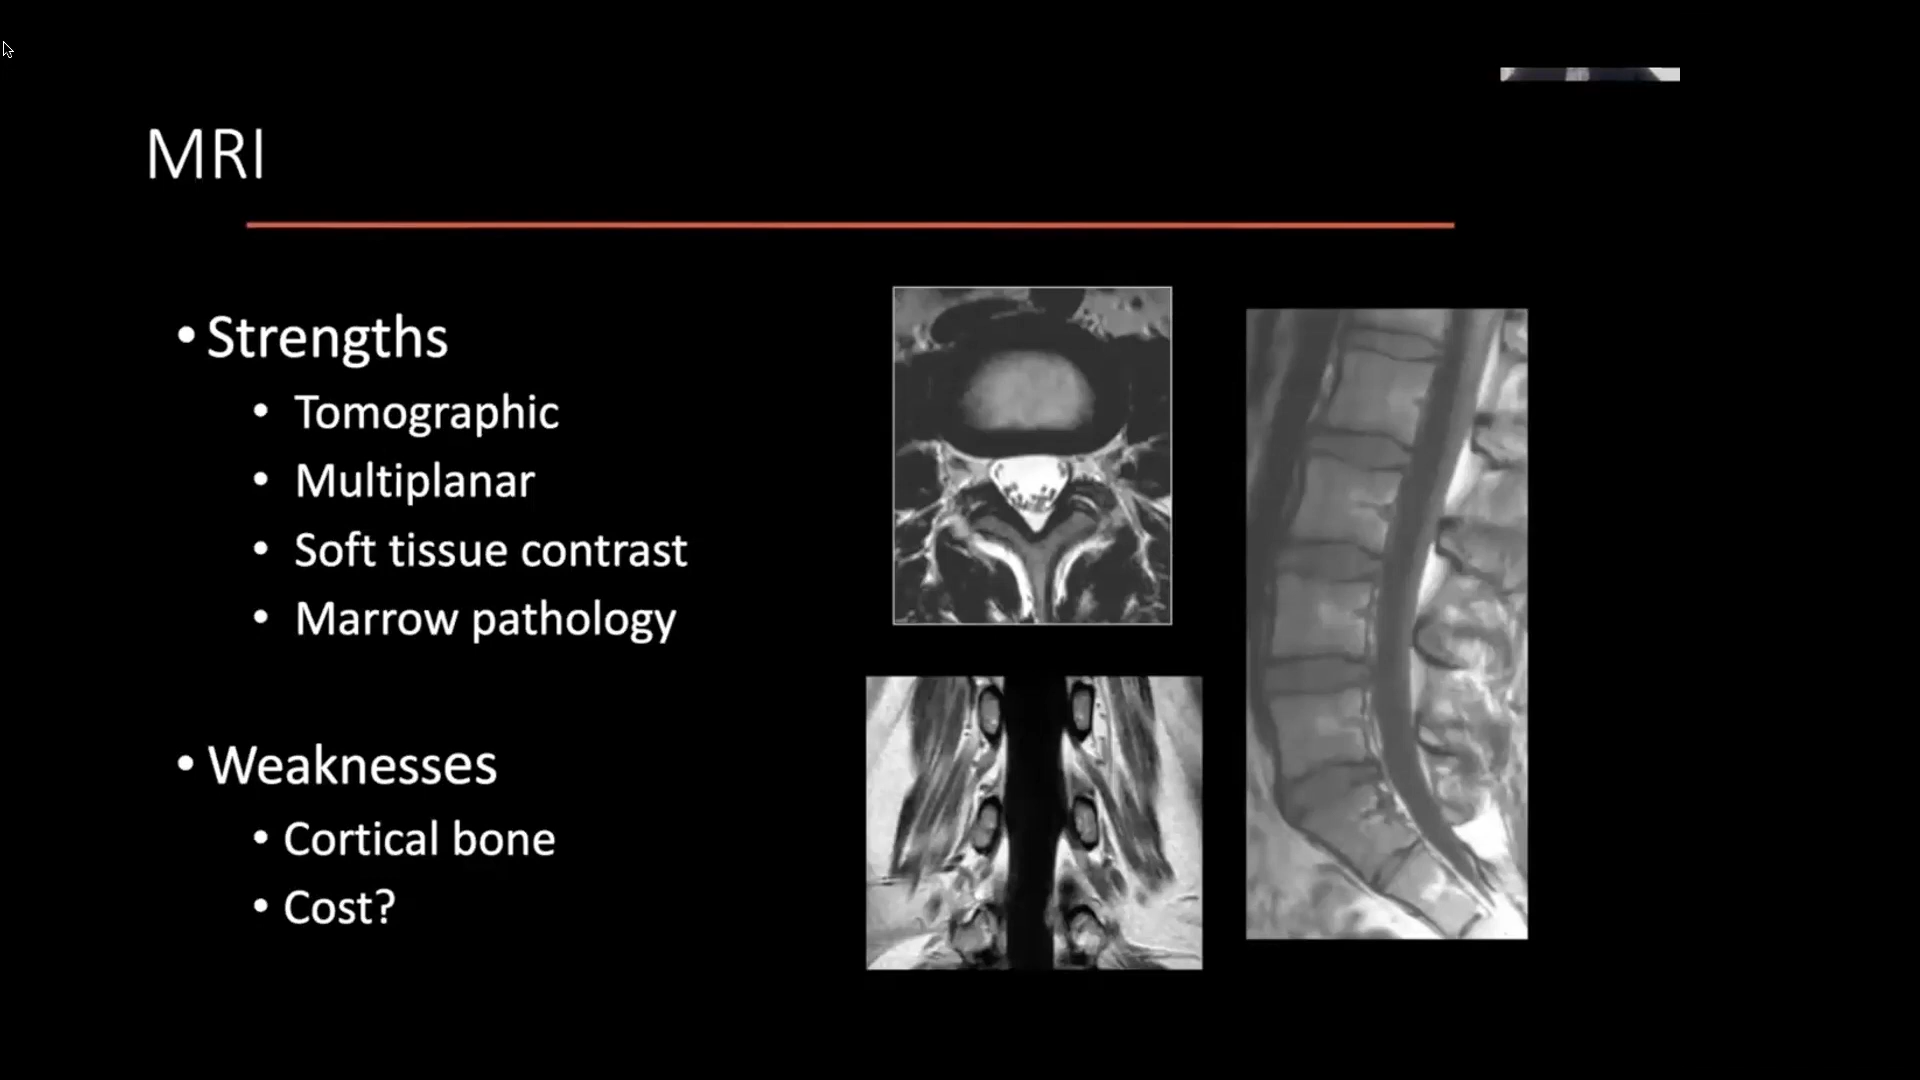 MRI
• Strengths
• Tomographic
• Multiplanar
• Soft tissue contrast
• Marrow pathology
• Weaknesses
• Cortical bone
• Cost?